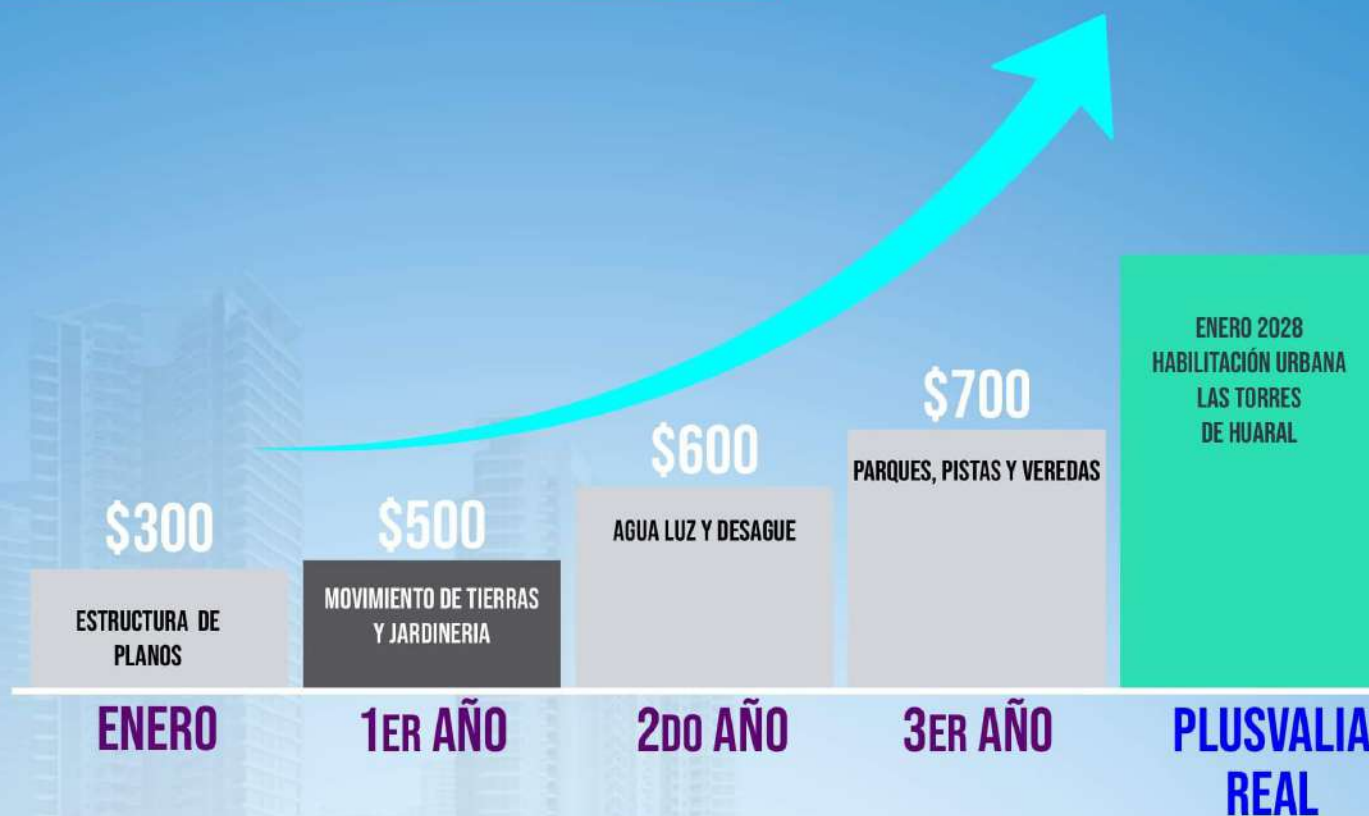 $300
ESTRUCTURA DE
PLANOS
ENERO
$500
MOVIMIENTO DE TIERRAS
Y JARDINERIA
1ER AÑO
$600
AGUA LUZ Y DESAGUE
2DO AÑO
$700
PARQUES, PISTAS Y VEREDAS
3ER AÑO
ENERO 2028
HABILITACIÓN URBANA
LAS TORRES
DE HUARAL
PLUSVALIA
REAL